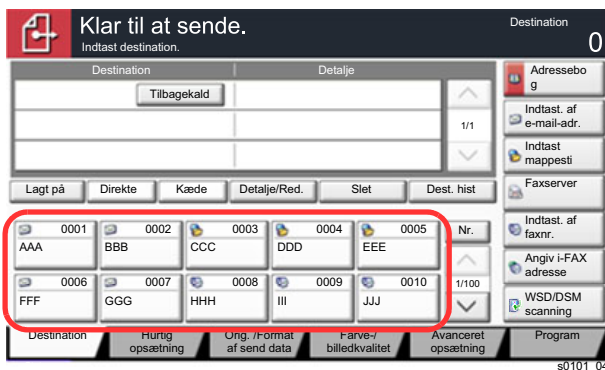 Klar til at sende.
Indtast destination.
Destination
0
Destination
Detalje
Tilbagekald
1/1
Adressebo
g
Indtast. af
e-mail-adr.
Indtast
mappesti
Faxserver
Indtast. af
faxnr.
Angiv i-FAX
adresse
WSD/DSM
scanning
Lagt på
Direkte
Kæde
Detalje/Red.
Slet
Dest. hist
0001
AAA
0002
BBB
0003
CCC
0004
DDD
0005
EEE
Nr.
0006
FFF
0007
GGG
0008
HHH
0009
III
0010
JJJ
1/100
Destination
Hurtig
opsætning
Orig. /Format
af send data
Farve-/
billedkvalitet
Avanceret
opsætning
Program
s0101_04